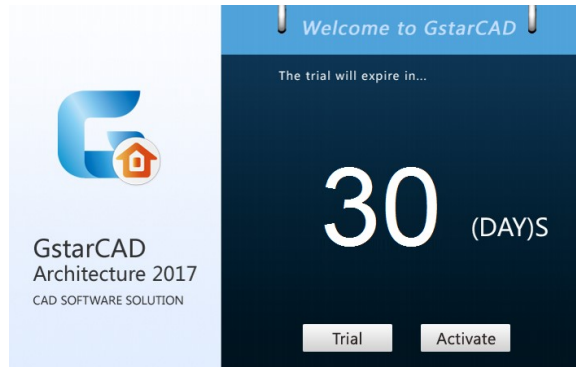 GstarCAD
Architecture 2017
CAD SOFTWARE SOLUTION
Welcome to GstarCAD
The trial will expire in...
30 (DAY)S
Trial Activate